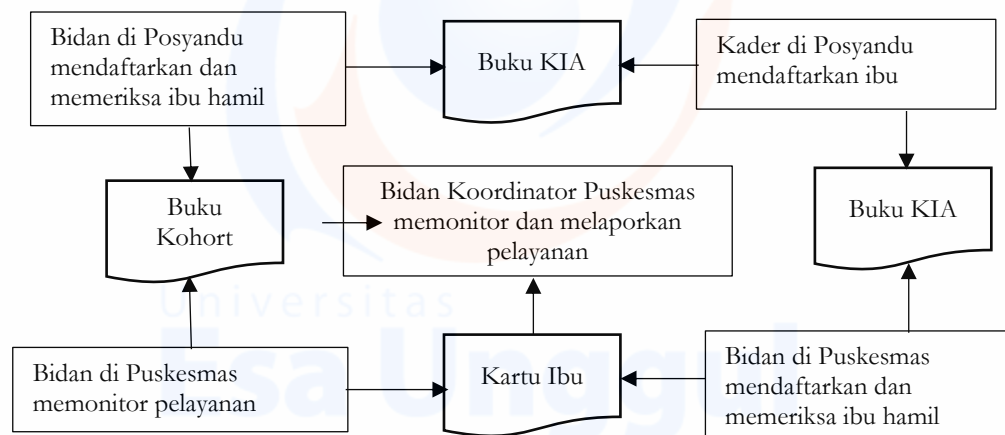 Bidan di Posyandu
mendaftarkan dan
memeriksa ibu hamil
Buku KIA
Kader di Posyandu
mendaftarkan ibu
Buku
Kohort
Bidan Koordinator Puskesmas
memonitor dan melaporkan
pelayanan
Buku KIA
Universitas
Esa Unggul
Bidan di Puskesmas
memonitor pelayanan
Kartu Ibu
Bidan di Puskesmas
mendaftarkan dan
memeriksa ibu hamil